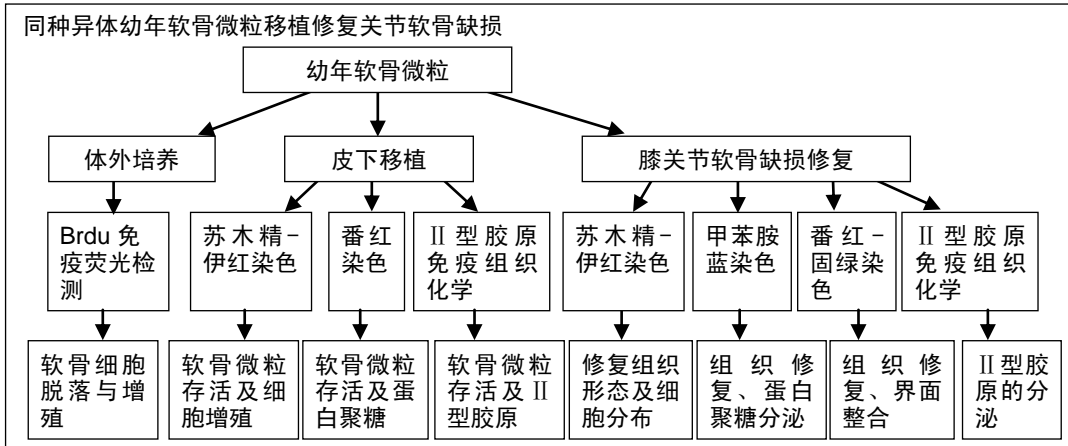 同种异体幼年软骨微粒移植修复关节软骨缺损
幼年软骨微粒
体外培养
皮下移植
膝关节软骨缺损修复
Brdu 免
疫荧光检
测
苏木精-
伊红染色
番红
染色
Ⅱ型胶原
免疫组织
化学
苏木精-
伊红染色
甲苯胺
蓝染色
番红-
固绿染
色
Ⅱ型胶原
免疫组织
化学
软骨细胞
脱落与增
殖
软骨微粒
存活及细
胞增殖
软骨微粒
存活及蛋
白聚糖
软骨微粒
存活及Ⅱ
型胶原
修复组织
形态及细
胞分布
组织修
复、蛋白
聚糖分泌
组织修
复、界面
整合
Ⅱ型胶
原的分
泌